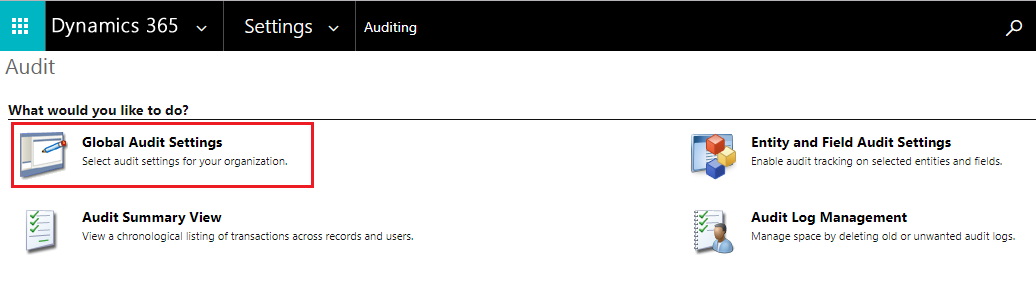 Dynamics 365 Settings Auditing
Audit
What would you like to do?
Global Audit Settings
Select audit settings for your organization.
Entity and Field Audit Settings
Enable audit tracking on selected entities and fields.
Audit Summary View
View a chronological listing of transactions across records and users.
Audit Log Management
Manage space by deleting old or unwanted audit logs.